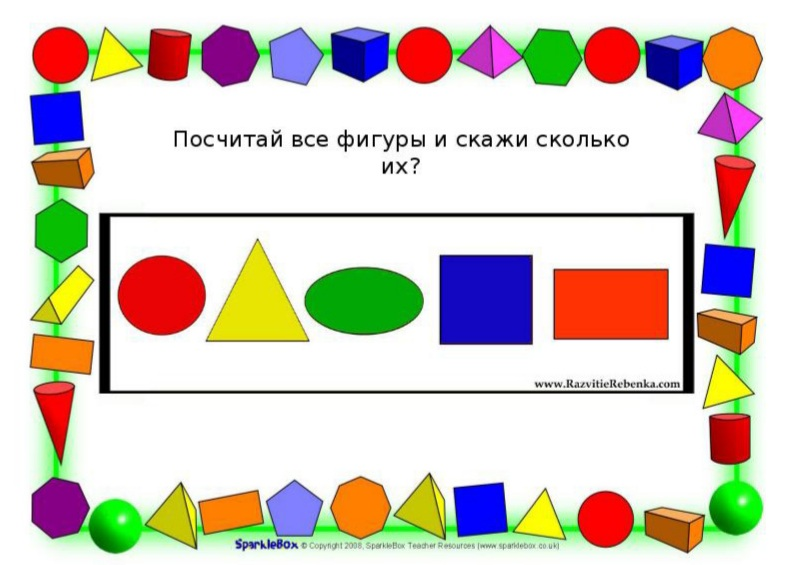 Посчитай все фигуры и скажи сколько
их?
www.RazvitieRebenka.com
SparkleBox © Copyright 2008, SparkleBox Teacher Resources (www.sparklebox.co.uk)